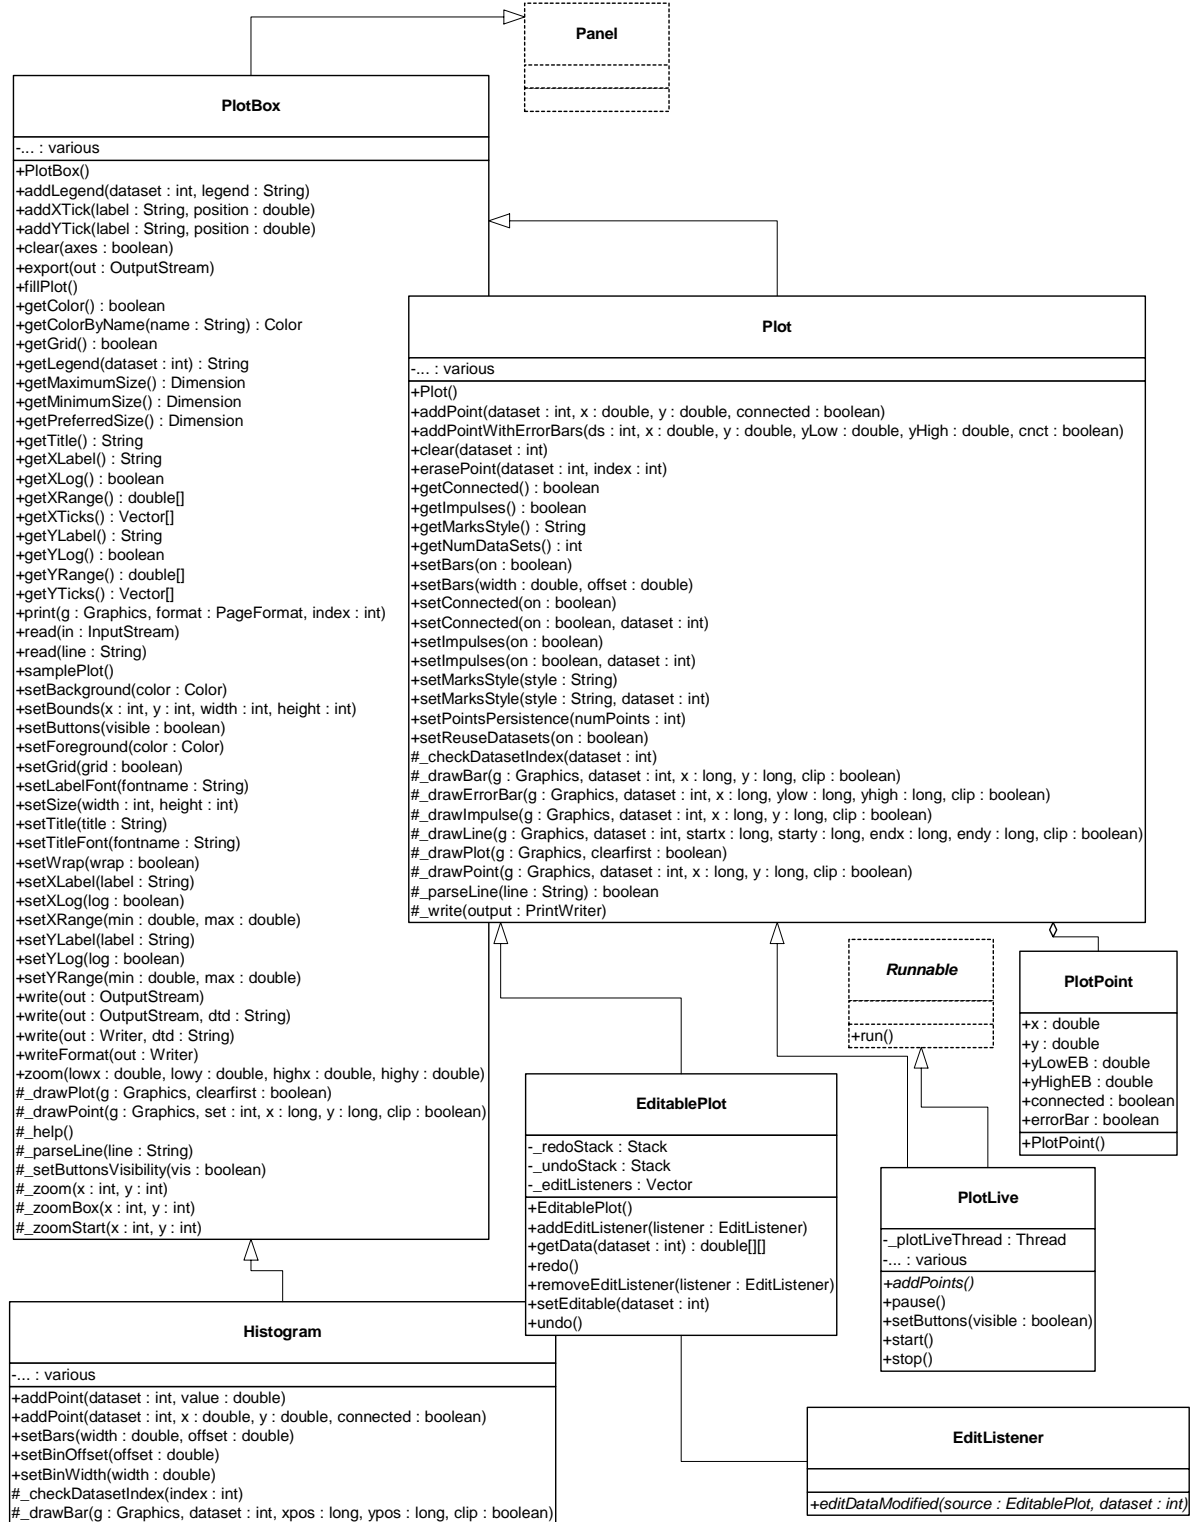 Panel
PlotBox
-... : various
+PlotBox()
+addLegend(dataset : int, legend : String)
+addXTick(label : String, position : double)
+addYTick(label : String, position : double)
+clear(axes : boolean)
+export(out : OutputStream)
+fillPlot()
+getColor() : boolean
+getColorByName(name : String) : Color
+getGrid() : boolean
+getLegend(dataset : int) : String
+getMaximumSize() : Dimension
+getMinimumSize() : Dimension
+getPreferredSize() : Dimension
+getTitle() : String
+getXLabel() : String
+getXLog() : boolean
+getXRange() : double[]
+getXTicks() : Vector[]
+getYLabel() : String
+getYLog() : boolean
+getYRange() : double[]
+getYTicks() : Vector[]
+print(g : Graphics, format : PageFormat, index : int)
+read(in : InputStream)
+read(line : String)
+samplePlot()
+setBackground(color : Color)
+setBounds(x : int, y : int, width : int, height : int)
+setButtons(visible : boolean)
+setForeground(color : Color)
+setGrid(grid : boolean)
+setLabelFont(fontname : String)
+setSize(width : int, height : int)
+setTitle(title : String)
+setTitleFont(fontname : String)
+setWrap(wrap : boolean)
+setXLabel(label : String)
+setXLog(log : boolean)
+setXRange(min : double, max : double)
+setYLabel(label : String)
+setYLog(log : boolean)
+setYRange(min : double, max : double)
+write(out : OutputStream)
+write(out : OutputStream, dtd : String)
+write(out : Writer, dtd : String)
+writeFormat(out : Writer)
+zoom(lowx : double, lowy : double, highx : double, highy : double)
#_drawPlot(g : Graphics, clearfirst : boolean)
#_drawPoint(g : Graphics, set : int, x : long, y : long, clip : boolean)
#_help()
#_parseLine(line : String)
#_setButtonsVisibility(vis : boolean)
#_zoom(x : int, y : int)
#_zoomBox(x : int, y : int)
#_zoomStart(x : int, y : int)
Plot
-... : various
+Plot()
+addPoint(dataset : int, x : double, y : double, connected : boolean)
+addPointWithErrorBars(ds : int, x : double, y : double, yLow : double, yHigh : double, cnct : boolean)
+clear(dataset : int)
+erasePoint(dataset : int, index : int)
+getConnected() : boolean
+getImpulses() : boolean
+getMarksStyle() : String
+getNumDataSets() : int
+setBars(on : boolean)
+setBars(width : double, offset : double)
+setConnected(on : boolean)
+setConnected(on : boolean, dataset : int)
+setImpulses(on : boolean)
+setImpulses(on : boolean, dataset : int)
+setMarksStyle(style : String)
+setMarksStyle(style : String, dataset : int)
+setPointsPersistence(numPoints : int)
+setReuseDatasets(on : boolean)
#_checkDatasetIndex(dataset : int)
#_drawBar(g : Graphics, dataset : int, x : long, y : long, clip : boolean)
#_drawErrorBar(g : Graphics, dataset : int, x : long, ylow : long, yhigh : long, clip : boolean)
#_drawImpulse(g : Graphics, dataset : int, x : long, y : long, clip : boolean)
#_drawLine(g : Graphics, dataset : int, startx : long, starty : long, endx : long, endy : long, clip : boolean)
#_drawPlot(g : Graphics, clearfirst : boolean)
#_drawPoint(g : Graphics, dataset : int, x : long, y : long, clip : boolean)
#_parseLine(line : String) : boolean
#_write(output : PrintWriter)
Runnable
+run()
PlotPoint
+x : double
+y : double
+yLowEB : double
+yHighEB : double
+connected : boolean
+errorBar : boolean
+PlotPoint()
EditablePlot
-_redoStack : Stack
-_undoStack : Stack
-_editListeners : Vector
+EditablePlot()
+addEditListener(listener : EditListener)
+getData(dataset : int) : double[][]
+redo()
+removeEditListener(listener : EditListener)
+setEditable(dataset : int)
+undo()
PlotLive
-_plotLiveThread : Thread
-... : various
+addPoints()
+pause()
+setButtons(visible : boolean)
+start()
+stop()
Histogram
-... : various
+addPoint(dataset : int, value : double)
+addPoint(dataset : int, x : double, y : double, connected : boolean)
+setBars(width : double, offset : double)
+setBinOffset(offset : double)
+setBinWidth(width : double)
#_checkDatasetIndex(index : int)
#_drawBar(g : Graphics, dataset : int, xpos : long, ypos : long, clip : boolean)
EditListener
+editDataModified(source : EditablePlot, dataset : int)